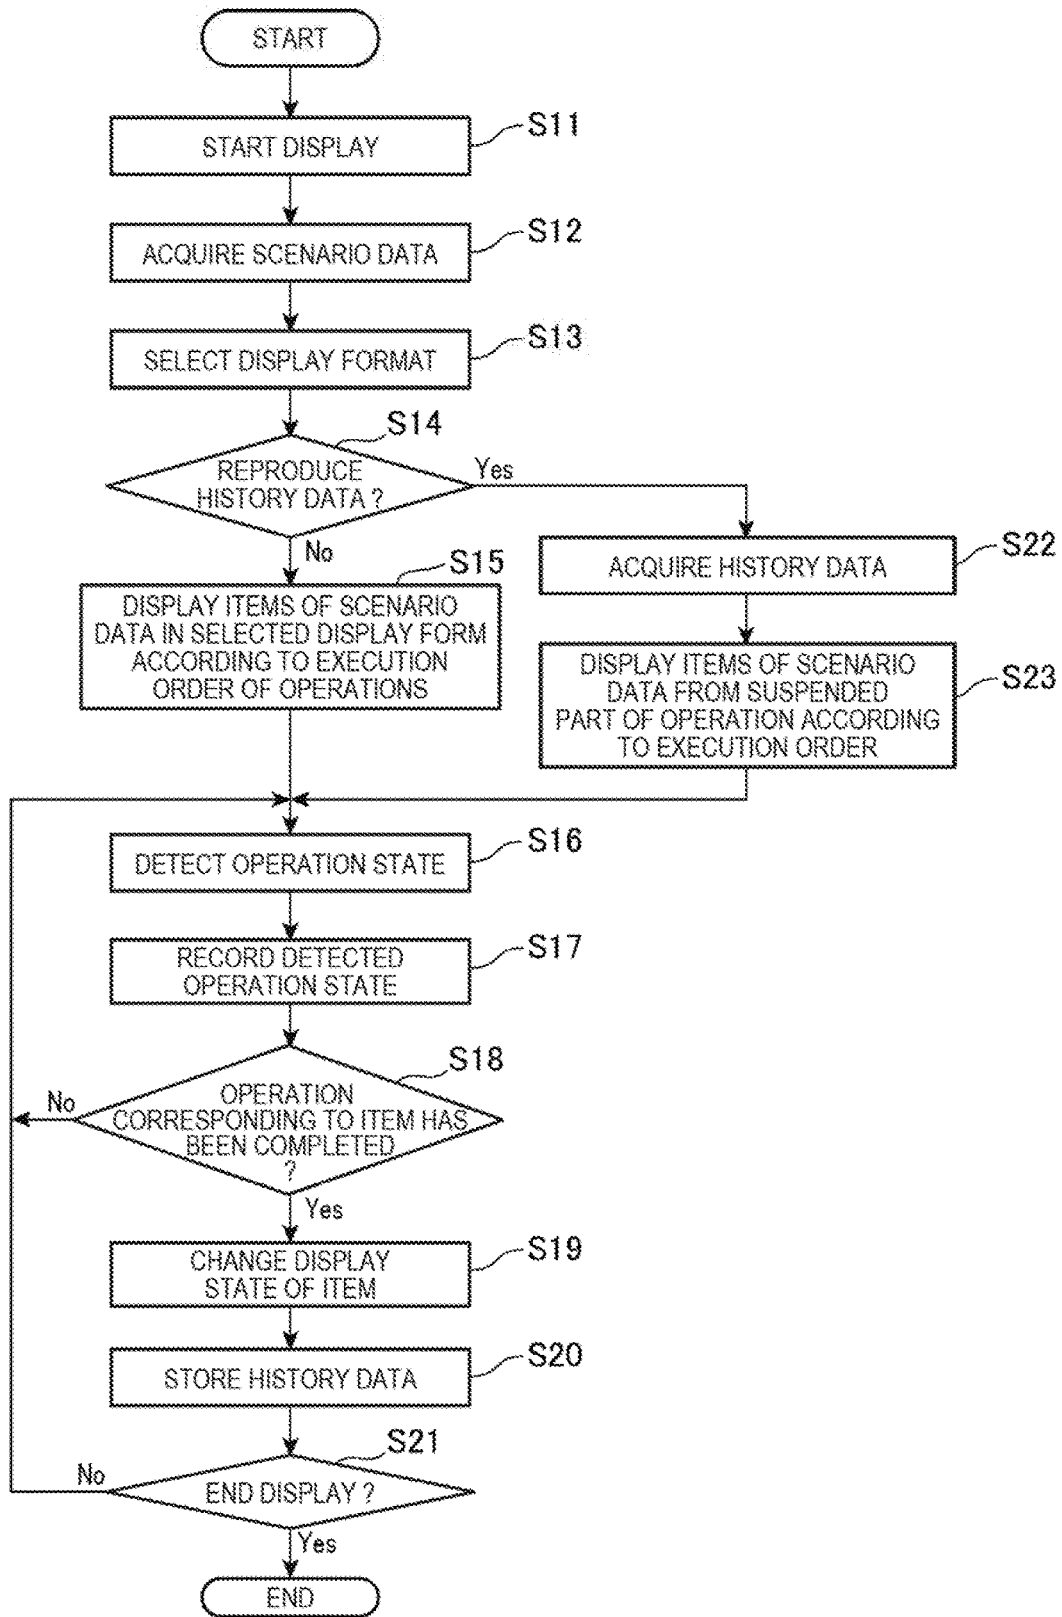 START
START DISPLAY
S11
ACQUIRE SCENARIO DATA
S12
SELECT DISPLAY FORMAT
S13
S14
REPRODUCE
HISTORY DATA ?
Yes
No
S15
DISPLAY ITEMS OF SCENARIO
DATA IN SELECTED DISPLAY FORM
ACCORDING TO EXECUTION
ORDER OF OPERATIONS
ACQUIRE HISTORY DATA
S22
DISPLAY ITEMS OF SCENARIO
DATA FROM SUSPENDED
PART OF OPERATION ACCORDING
TO EXECUTION ORDER
S23
DETECT OPERATION STATE
S16
RECORD DETECTED
OPERATION STATE
S17
S18
OPERATION
CORRESPONDING TO ITEM HAS
BEEN COMPLETED
?
No
Yes
CHANGE DISPLAY
STATE OF ITEM
S19
STORE HISTORY DATA
S20
S21
END DISPLAY ?
No
Yes
END